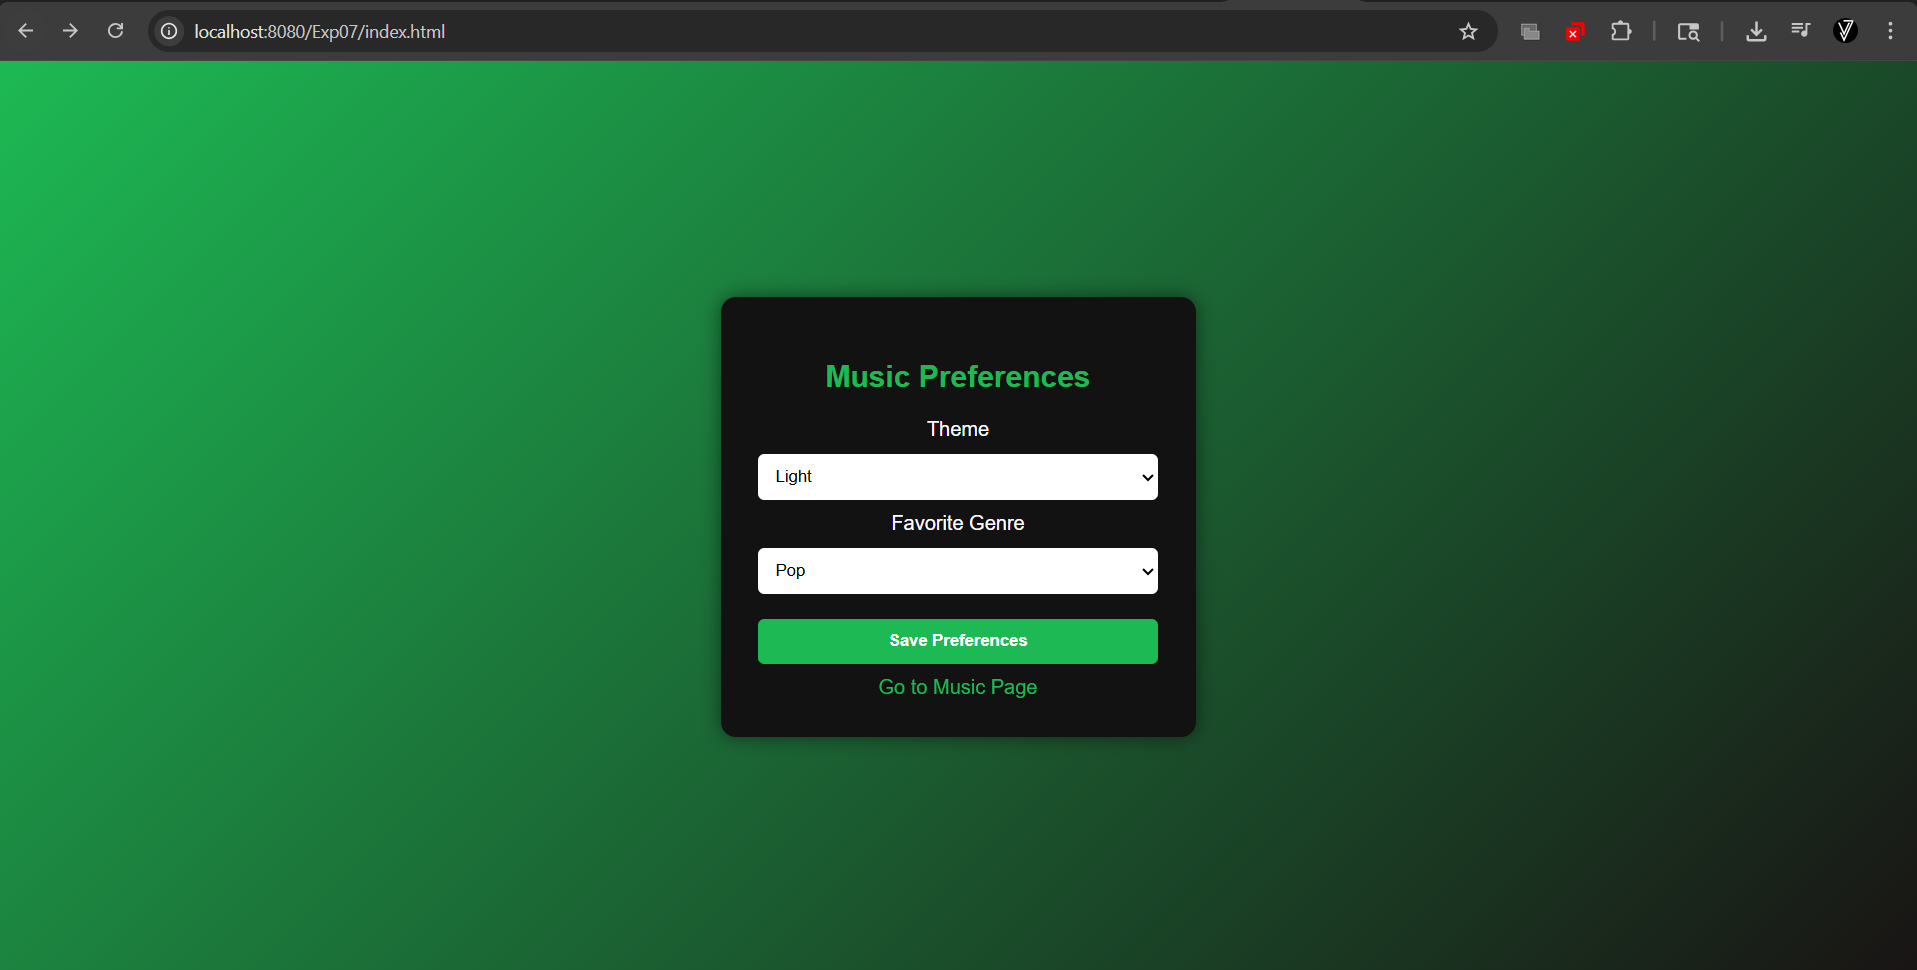 localhost:8080/Exp07/index.html
Music Preferences
Theme
Light
Favorite Genre
Pop
Save Preferences
Go to Music Page